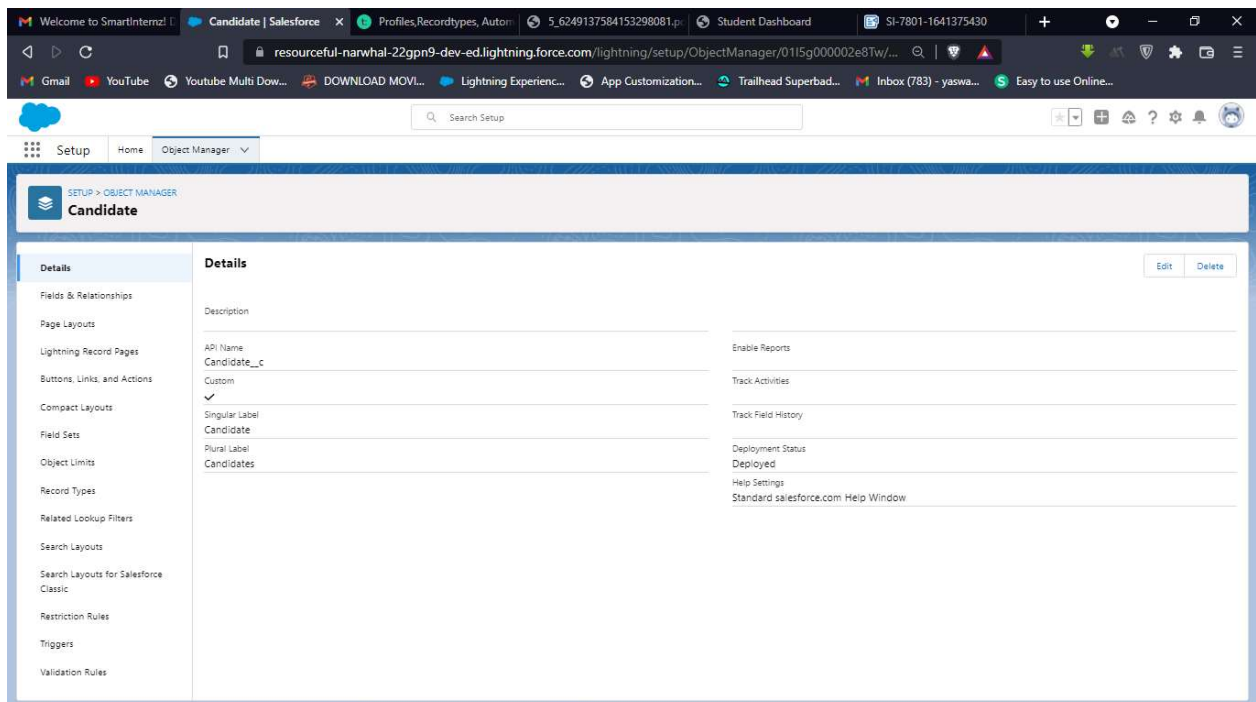 Welcome to SmartInternz! D
Candidate | Salesforce
Profiles,Recordtypes, Autom
5_6249137584153298081.p
Student Dashboard
SI-7801-1641375430
resourceful-narwhal-22gpn9-dev-ed.lightning.force.com/lightning/setup/ObjectManager/01I5g000002e8Tw/...
Gmail
YouTube
Youtube Multi Dow...
DOWNLOAD MOVI...
Lightning Experienc...
App Customization...
Trailhead Superbad...
Inbox (783) - yaswa...
Easy to use Online...
Search Setup
Setup
Home
Object Manager
SETUP > OBJECT MANAGER
Candidate
Details
Fields & Relationships
Page Layouts
Lightning Record Pages
Buttons, Links, and Actions
Compact Layouts
Field Sets
Object Limits
Record Types
Related Lookup Filters
Search Layouts
Search Layouts for Salesforce
Classic
Restriction Rules
Triggers
Validation Rules
Details
Edit
Delete
Description
API Name
Candidate__c
Custom
Singular Label
Candidate
Plural Label
Candidates
Enable Reports
Track Activities
Track Field History
Deployment Status
Deployed
Help Settings
Standard salesforce.com Help Window